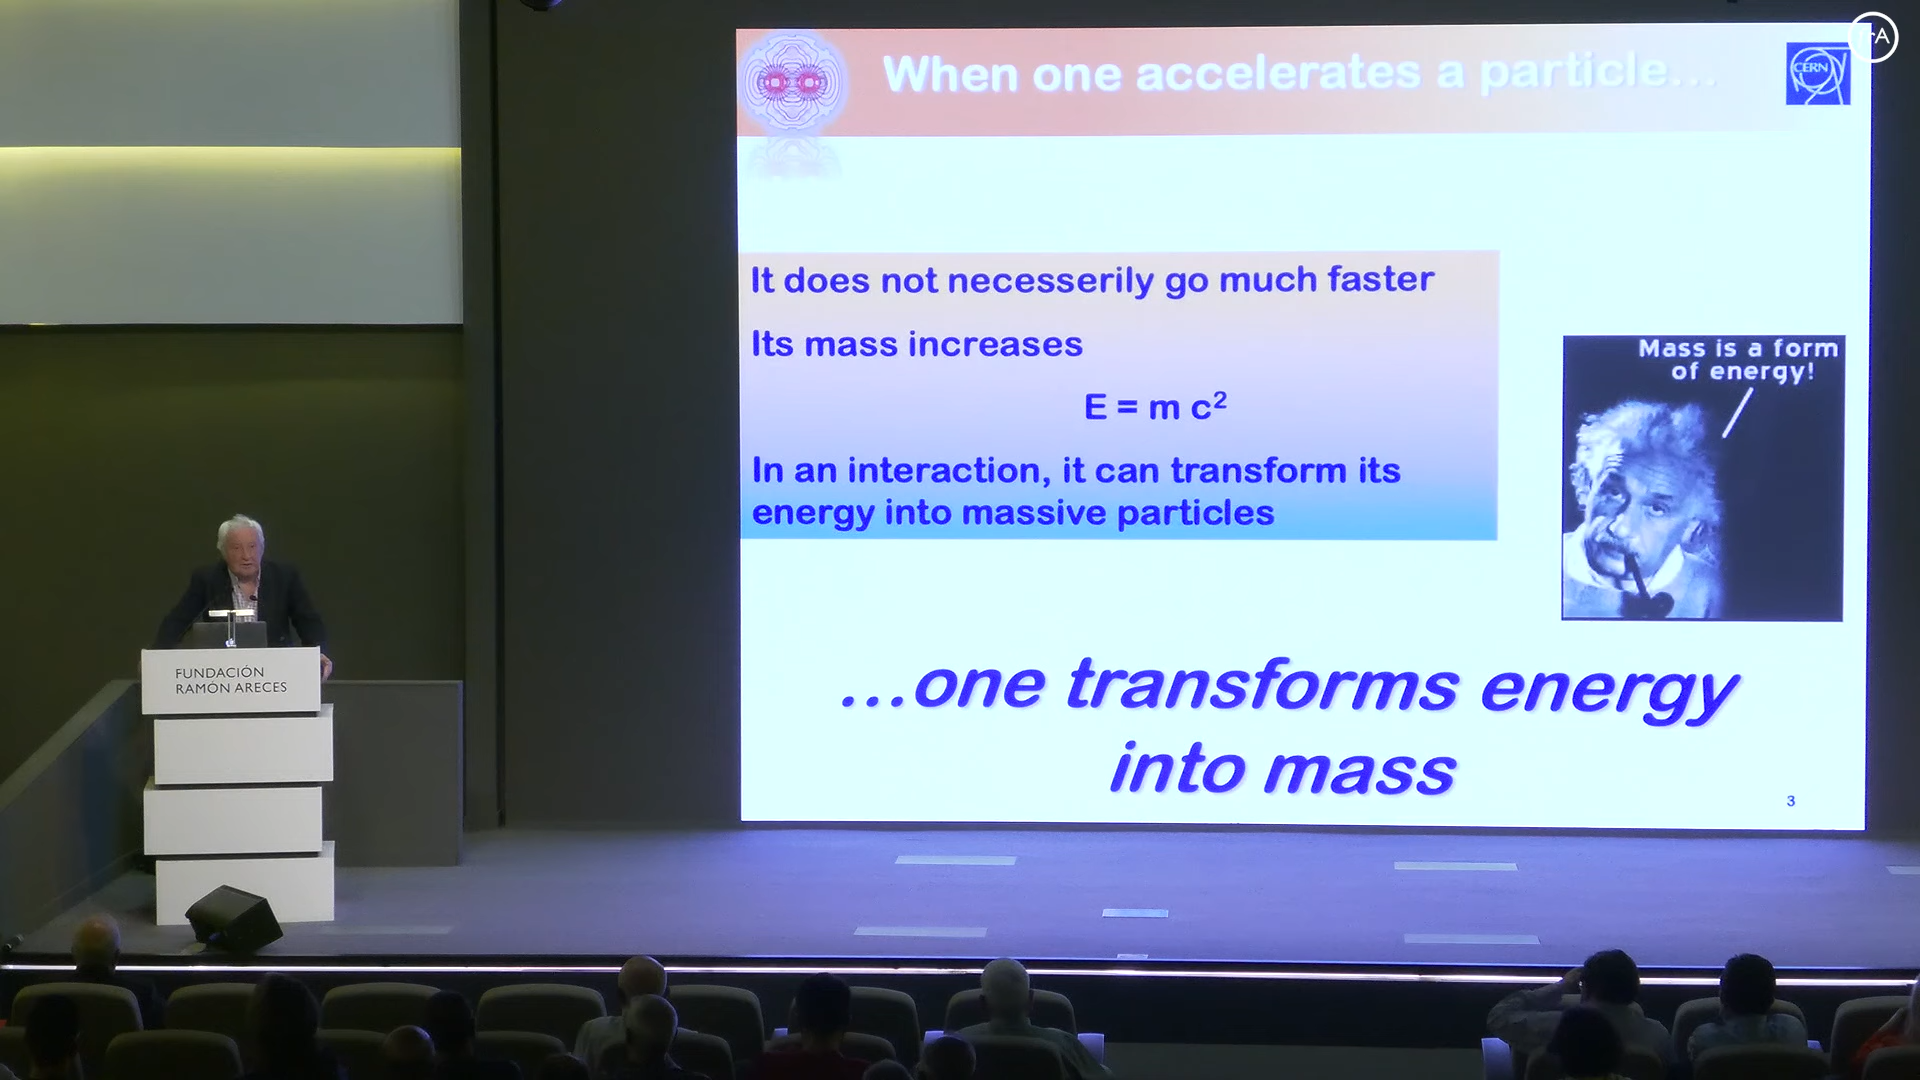 When one accelerates a particle...
CERN
It does not necesserily go much faster
Its mass increases
E = m c²
In an interaction, it can transform its
energy into massive particles
Mass is a form
of energy!
...one transforms energy
into mass
3
FUNDACIÓN
RAMÓN ARECES